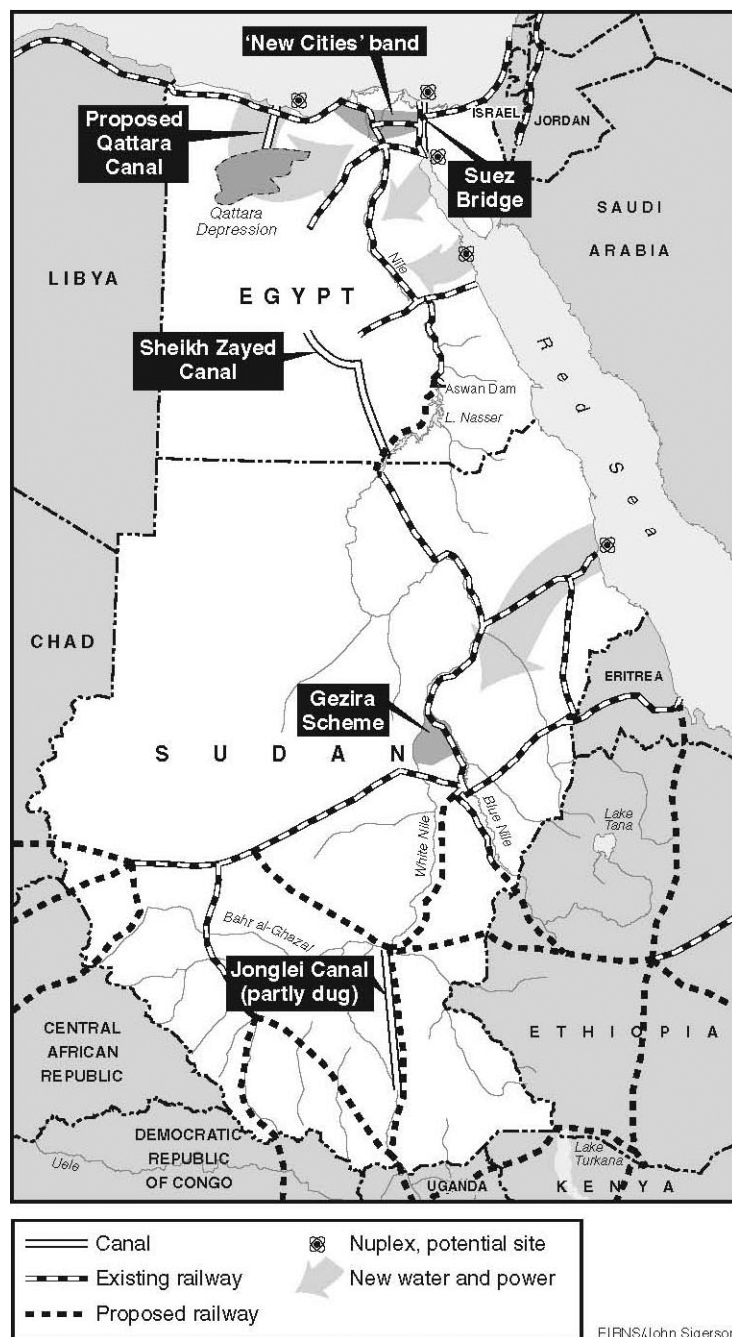 'New Cities' band
ISRAEL
JORDAN
Proposed
Qattara
Canal
Suez
Bridge
Qattara
Depression
SAUDI
ARABIA
LIBYA
Nile
EGYPT
Sheikh Zayed
Canal
Red Sea
Aswan Dam
L. Nasser
CHAD
ERITREA
Gezira
Scheme
SUDAN
Lake
Tana
Blue Nile
White Nile
Bahr al-Ghazal
Jonglei Canal
(partly dug)
CENTRAL
AFRICAN
REPUBLIC
ETHIOPIA
DEMOCRATIC
REPUBLIC
OF CONGO
Uele
Lake
Turkana
UGANDA
KENYA
Canal
Nuplex, potential site
Existing railway
New water and power
Proposed railway
EIRNS/John Sigerson